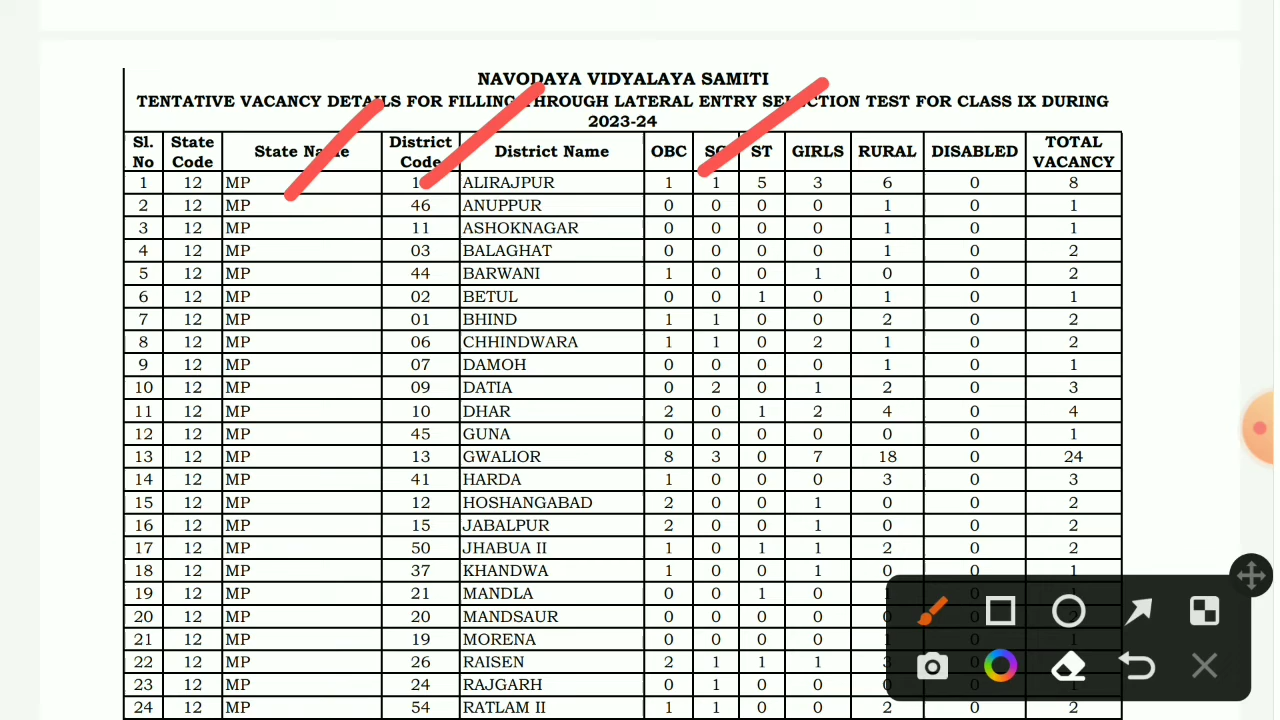 NAVODAYA VIDYALAYA SAMITI
TENTATIVE VACANCY DETAILS FOR FILLING THROUGH LATERAL ENTRY SELECTION TEST FOR CLASS IX DURING
2023-24
Sl. No State Code State Name District Code District Name OBC SC ST GIRLS RURAL DISABLED TOTAL VACANCY
1 12 MP ALIRAJPUR 1 1 5 3 6 0 8
2 12 MP 46 ANUPPUR 0 0 0 0 1 0 1
3 12 MP 11 ASHOKNAGAR 0 0 0 0 1 0 1
4 12 MP 03 BALAGHAT 0 0 0 0 1 0 2
5 12 MP 44 BARWANI 1 0 0 1 0 0 2
6 12 MP 02 BETUL 0 0 1 0 1 0 1
7 12 MP 01 BHIND 1 1 0 0 2 0 2
8 12 MP 06 CHHINDWARA 1 1 0 2 1 0 2
9 12 MP 07 DAMOH 0 0 0 0 1 0 1
10 12 MP 09 DATIA 0 2 0 1 2 0 3
11 12 MP 10 DHAR 2 0 1 2 4 0 4
12 12 MP 45 GUNA 0 0 0 0 0 0 1
13 12 MP 13 GWALIOR 8 3 0 7 18 0 24
14 12 MP 41 HARDA 1 0 0 0 3 0 3
15 12 MP 12 HOSHANGABAD 2 0 0 1 0 0 2
16 12 MP 15 JABALPUR 2 0 0 1 0 0 2
17 12 MP 50 JHABUA II 1 0 1 1 2 0 2
18 12 MP 37 KHANDWA 1 0 0 1 0 0 1
19 12 MP 21 MANDLA 0 0 1 0
20 12 MP 20 MANDSAUR 0 0 0 0
21 12 MP 19 MORENA 0 0 0 0
22 12 MP 26 RAISEN 2 1 1 1
23 12 MP 24 RAJGARH 0 1 0 0
24 12 MP 54 RATLAM II 1 1 0 0 2 0 2